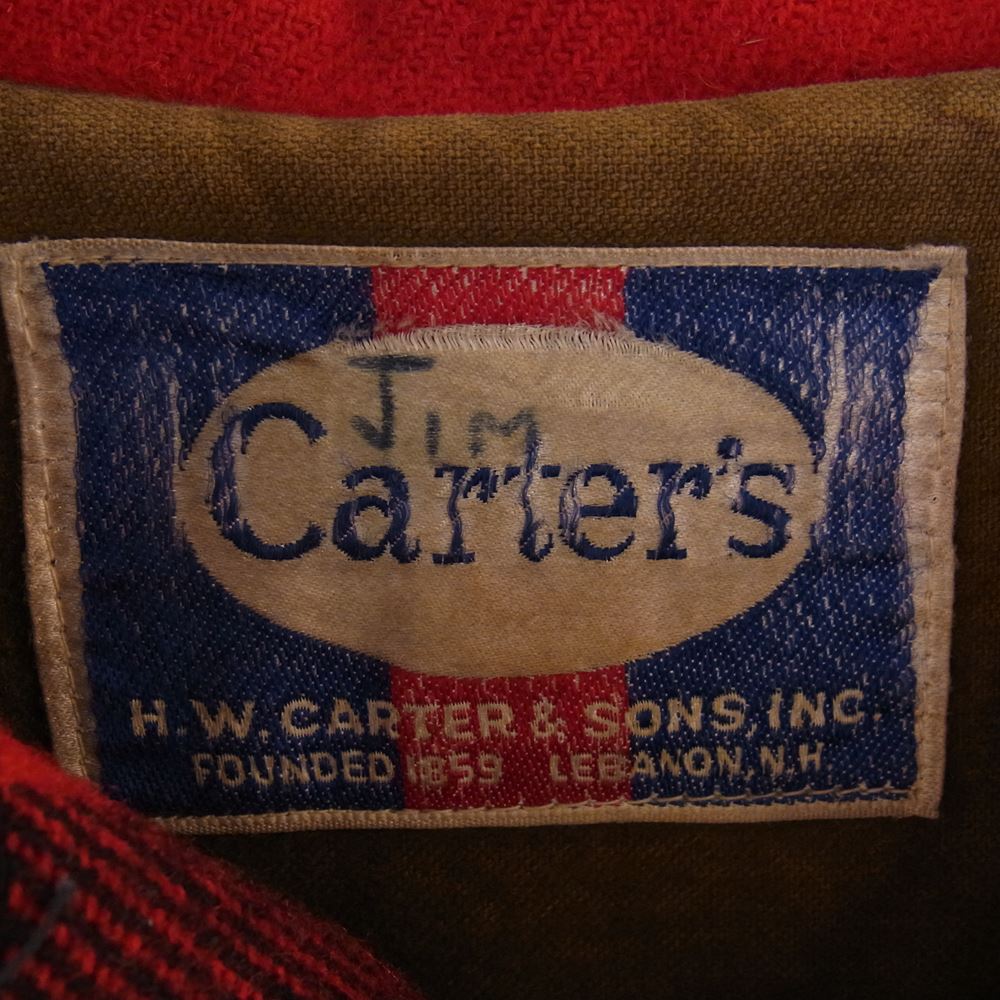 JIM
Carter's
H. W. CARTER & SONS, INC.
FOUNDED 1859 LEBANON, N.H.